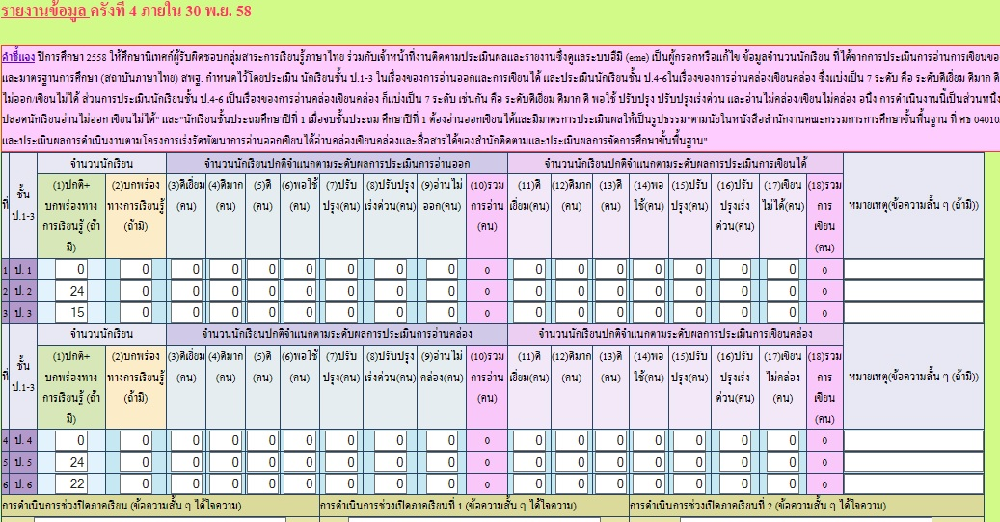 รายงานข้อมูล ครั้งที่ 4 ภายใน 30 พ.ย. 58
คำชี้แจง ปีการศึกษา 2558 ให้ศึกษานิเทศก์ผู้รับผิดชอบกลุ่มสาระการเรียนรู้ภาษาไทย ร่วมกับเจ้าหน้าที่งานติดตามประเมินผลและรายงานซึ่งดูแลระบบอีมี (eme) เป็นผู้กรอกหรือแก้ไข ข้อมูลจำนวนนักเรียน ที่ได้จากการประเมินการอ่านการเขียนของ
และมาตรฐานการศึกษา (สถาบันภาษาไทย) สพฐ. กำหนดไว้โดยประเมิน นักเรียนชั้น ป.1-3 ในเรื่องของการอ่านออกและการเขียนได้ และประเมินนักเรียนชั้น ป.4-6ในเรื่องของการอ่านคล่องเขียนคล่อง ซึ่งแบ่งเป็น 7 ระดับ คือ ระดับดีเยี่ยม ดีมาก ดี
ไม่ออก/เขียนไม่ได้ ส่วนการประเมินนักเรียนชั้น ป.4-6 เป็นเรื่องของการอ่านคล่องเขียนคล่อง ก็แบ่งเป็น 7 ระดับ เช่นกัน คือ ระดับดีเยี่ยม ดีมาก ดี พอใช้ ปรับปรุง ปรับปรุงเร่งด่วน และอ่านไม่คล่อง/เขียนไม่คล่อง อนึ่ง การดำเนินงานนี้เป็นส่วนหนึ่ง
ปลอดนักเรียนอ่านไม่ออก เขียนไม่ได้" และ"นักเรียนชั้นประถมศึกษาปีที่ 1 เมื่อจบชั้นประถม ศึกษาปีที่ 1 ต้องอ่านออกเขียนได้และมีมาตรการประเมินผลให้เป็นรูปธรรม"ตามนัยในหนังสือสำนักงานคณะกรรมการการศึกษาขั้นพื้นฐาน ที่ ศธ 04010
และประเมินผลการดำเนินงานตามโครงการเร่งรัดพัฒนาการอ่านออกเขียนได้อ่านคล่องเขียนคล่องและสื่อสารได้ของสำนักติดตามและประเมินผลการจัดการศึกษาขั้นพื้นฐาน"
ที่ ชั้น ป.1-3 จำนวนนักเรียน จำนวนนักเรียนปกติจำแนกตามระดับผลการประเมินการอ่านออก จำนวนนักเรียนปกติจำแนกตามระดับผลการประเมินการเขียนได้ หมายเหตุ(ข้อความสั้น ๆ (ถ้ามี))
(1)ปกติ+บกพร่องทางการเรียนรู้ (ถ้ามี) (2)บกพร่องทางการเรียนรู้ (ถ้ามี) (3)ดีเยี่ยม (คน) (4)ดีมาก (คน) (5)ดี (คน) (6)พอใช้ (คน) (7)ปรับปรุง(คน) (8)ปรับปรุงเร่งด่วน(คน) (9)อ่านไม่ออก(คน) (10)รวมการอ่าน (คน) (11)ดีเยี่ยม(คน) (12)ดีมาก (คน) (13)ดี (คน) (14)พอใช้(คน) (15)ปรับปรุง(คน) (16)ปรับปรุงเร่งด่วน(คน) (17)เขียนไม่ได้(คน) (18)รวมการเขียน (คน)
1 ป. 1 0 0 0 0 0 0 0 0 0 0 0 0 0 0 0 0 0 0
2 ป. 2 24 0 0 0 0 0 0 0 0 0 0 0 0 0 0 0 0 0
3 ป. 3 15 0 0 0 0 0 0 0 0 0 0 0 0 0 0 0 0 0
ที่ ชั้น ป.1-3 จำนวนนักเรียน จำนวนนักเรียนปกติจำแนกตามระดับผลการประเมินการอ่านคล่อง จำนวนนักเรียนปกติจำแนกตามระดับผลการประเมินการเขียนคล่อง หมายเหตุ(ข้อความสั้น ๆ (ถ้ามี))
(1)ปกติ+บกพร่องทางการเรียนรู้ (ถ้ามี) (2)บกพร่องทางการเรียนรู้ (ถ้ามี) (3)ดีเยี่ยม (คน) (4)ดีมาก (คน) (5)ดี (คน) (6)พอใช้ (คน) (7)ปรับปรุง(คน) (8)ปรับปรุงเร่งด่วน(คน) (9)อ่านไม่คล่อง(คน) (10)รวมการอ่าน (คน) (11)ดีเยี่ยม(คน) (12)ดีมาก (คน) (13)ดี (คน) (14)พอใช้(คน) (15)ปรับปรุง(คน) (16)ปรับปรุงเร่งด่วน(คน) (17)เขียนไม่คล่อง (คน) (18)รวมการเขียน (คน)
4 ป. 4 0 0 0 0 0 0 0 0 0 0 0 0 0 0 0 0 0 0
5 ป. 5 24 0 0 0 0 0 0 0 0 0 0 0 0 0 0 0 0 0
6 ป. 6 22 0 0 0 0 0 0 0 0 0 0 0 0 0 0 0 0 0
การดำเนินการช่วงปิดภาคเรียน (ข้อความสั้น ๆ ได้ใจความ) การดำเนินการช่วงเปิดภาคเรียนที่ 1 (ข้อความสั้น ๆ ได้ใจความ) การดำเนินการช่วงเปิดภาคเรียนที่ 2 (ข้อความสั้น ๆ ได้ใจความ)